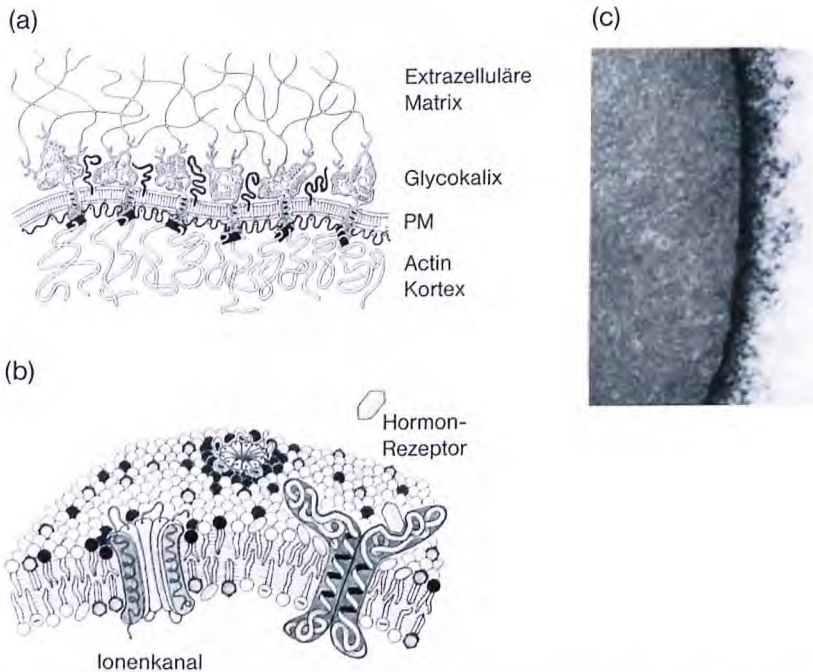 (a)
Extrazelluläre
Matrix
Glycokalix
PM
Actin
Kortex
(b)
Hormon-
Rezeptor
Ionenkanal
(c)